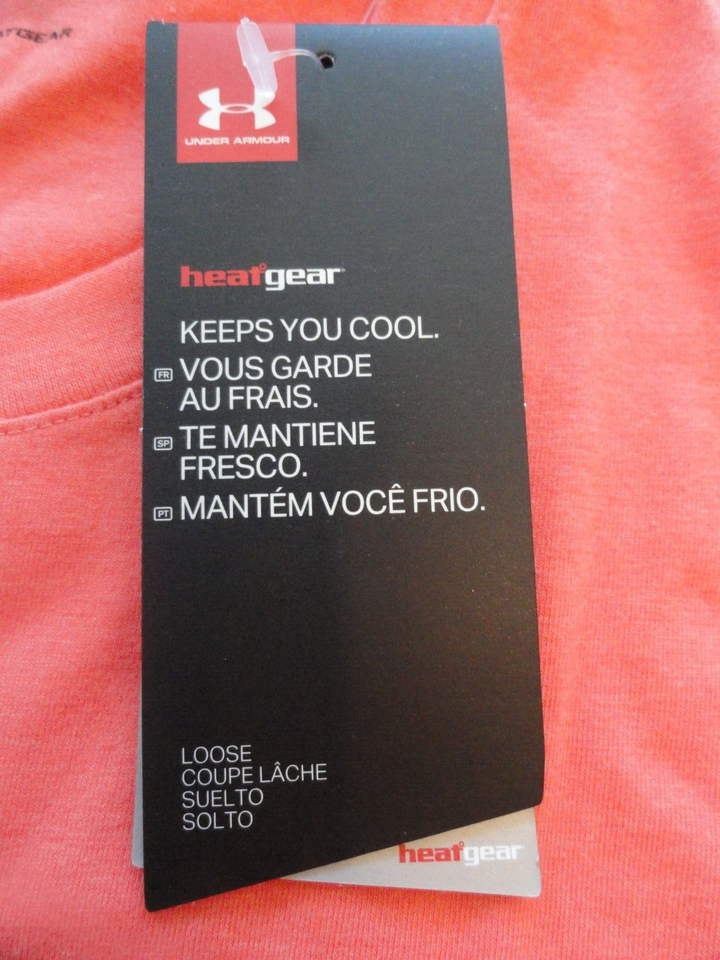 UNDER ARMOUR
heatgear
KEEPS YOU COOL.
FR VOUS GARDE
AU FRAIS.
SP TE MANTIENE
FRESCO.
PT MANTÉM VOCÊ FRIO.
LOOSE
COUPE LÂCHE
SUELTO
SOLTO
heatgear